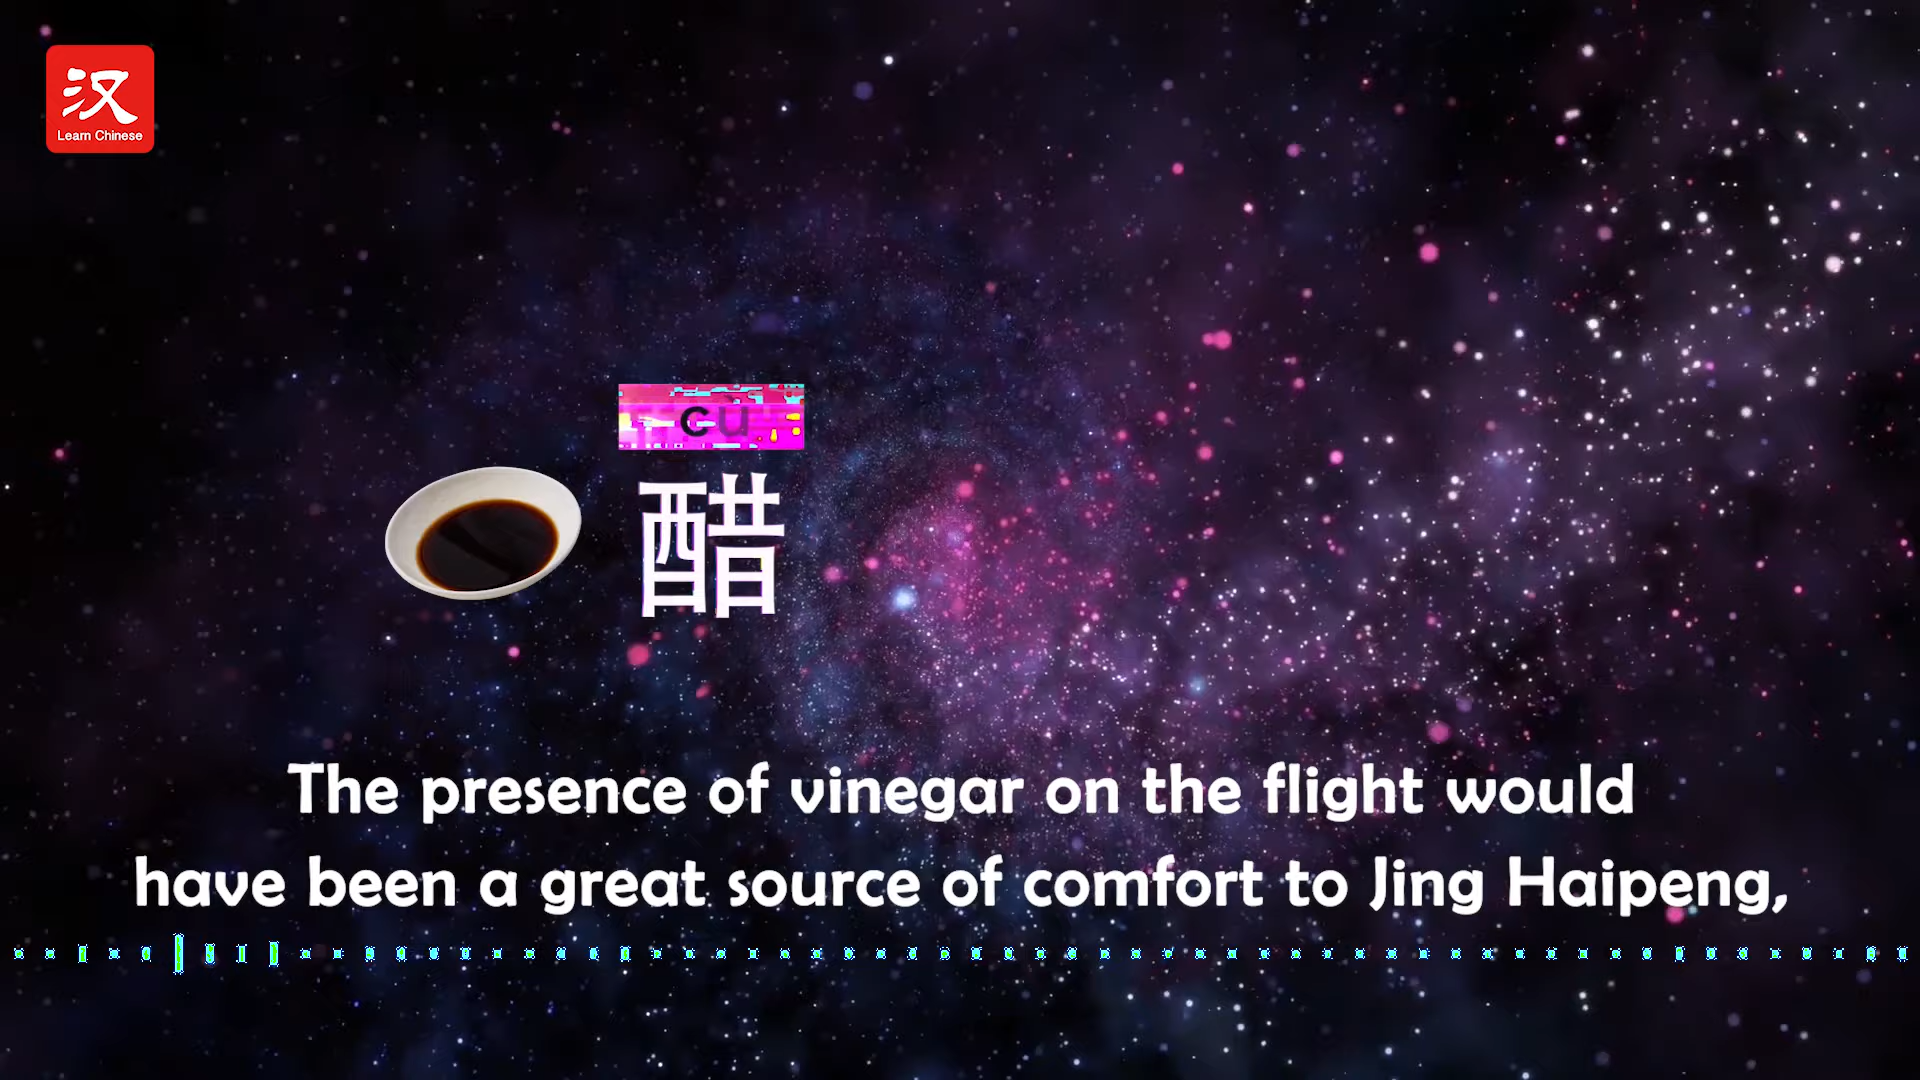 汉
Learn Chinese
cù
醋
The presence of vinegar on the flight would
have been a great source of comfort to Jing Haipeng,